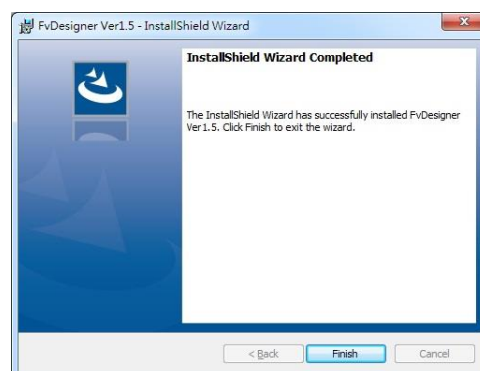 FvDesigner Ver1.5 - InstallShield Wizard
InstallShield Wizard Completed
The InstallShield Wizard has successfully installed FvDesigner
Ver1.5. Click Finish to exit the wizard.
< Back
Finish
Cancel